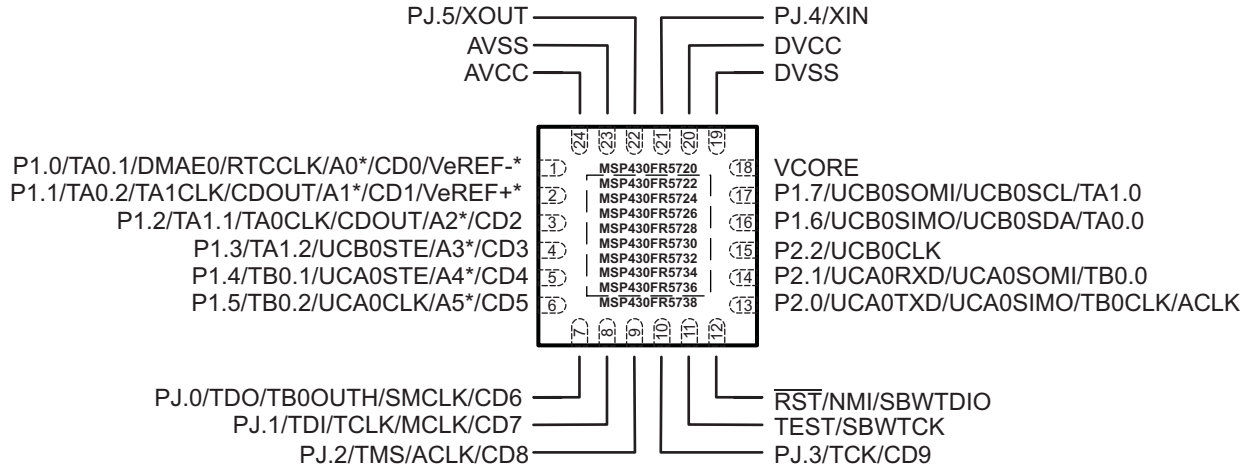 PJ.5/XOUT
AVSS
AVCC
PJ.4/XIN
DVCC
DVSS
24 23 22 21 20 19
P1.0/TA0.1/DMAE0/RTCCLK/A0*/CD0/VeREF-*
P1.1/TA0.2/TA1CLK/CDOUT/A1*/CD1/VeREF+*
P1.2/TA1.1/TA0CLK/CDOUT/A2*/CD2
P1.3/TA1.2/UCB0STE/A3*/CD3
P1.4/TB0.1/UCA0STE/A4*/CD4
P1.5/TB0.2/UCA0CLK/A5*/CD5
1
2
3
4
5
6
MSP430FR5720
MSP430FR5722
MSP430FR5724
MSP430FR5726
MSP430FR5728
MSP430FR5730
MSP430FR5732
MSP430FR5734
MSP430FR5736
MSP430FR5738
18
17
16
15
14
13
VCORE
P1.7/UCB0SOMI/UCB0SCL/TA1.0
P1.6/UCB0SIMO/UCB0SDA/TA0.0
P2.2/UCB0CLK
P2.1/UCA0RXD/UCA0SOMI/TB0.0
P2.0/UCA0TXD/UCA0SIMO/TB0CLK/ACLK
7 8 9 10 11 12
PJ.0/TDO/TB0OUTH/SMCLK/CD6
PJ.1/TDI/TCLK/MCLK/CD7
PJ.2/TMS/ACLK/CD8
RST/NMI/SBWTDIO
TEST/SBWTCK
PJ.3/TCK/CD9